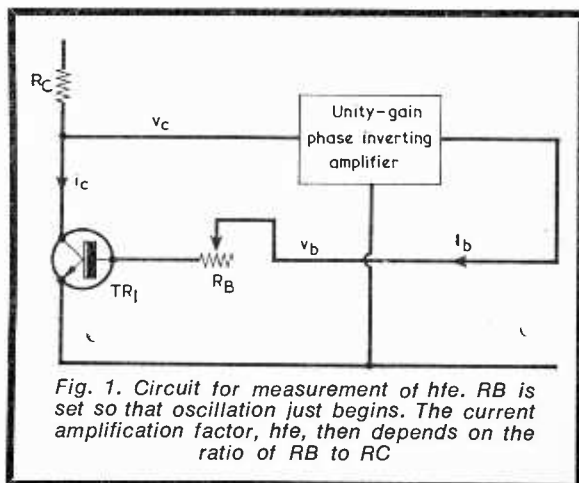 RC
vc
Unity-gain
phase inverting
amplifier
ic
vb
Ib
RB
TR1
Fig. 1. Circuit for measurement of hfe. RB is
set so that oscillation just begins. The current
amplification factor, hfe, then depends on the
ratio of RB to RC